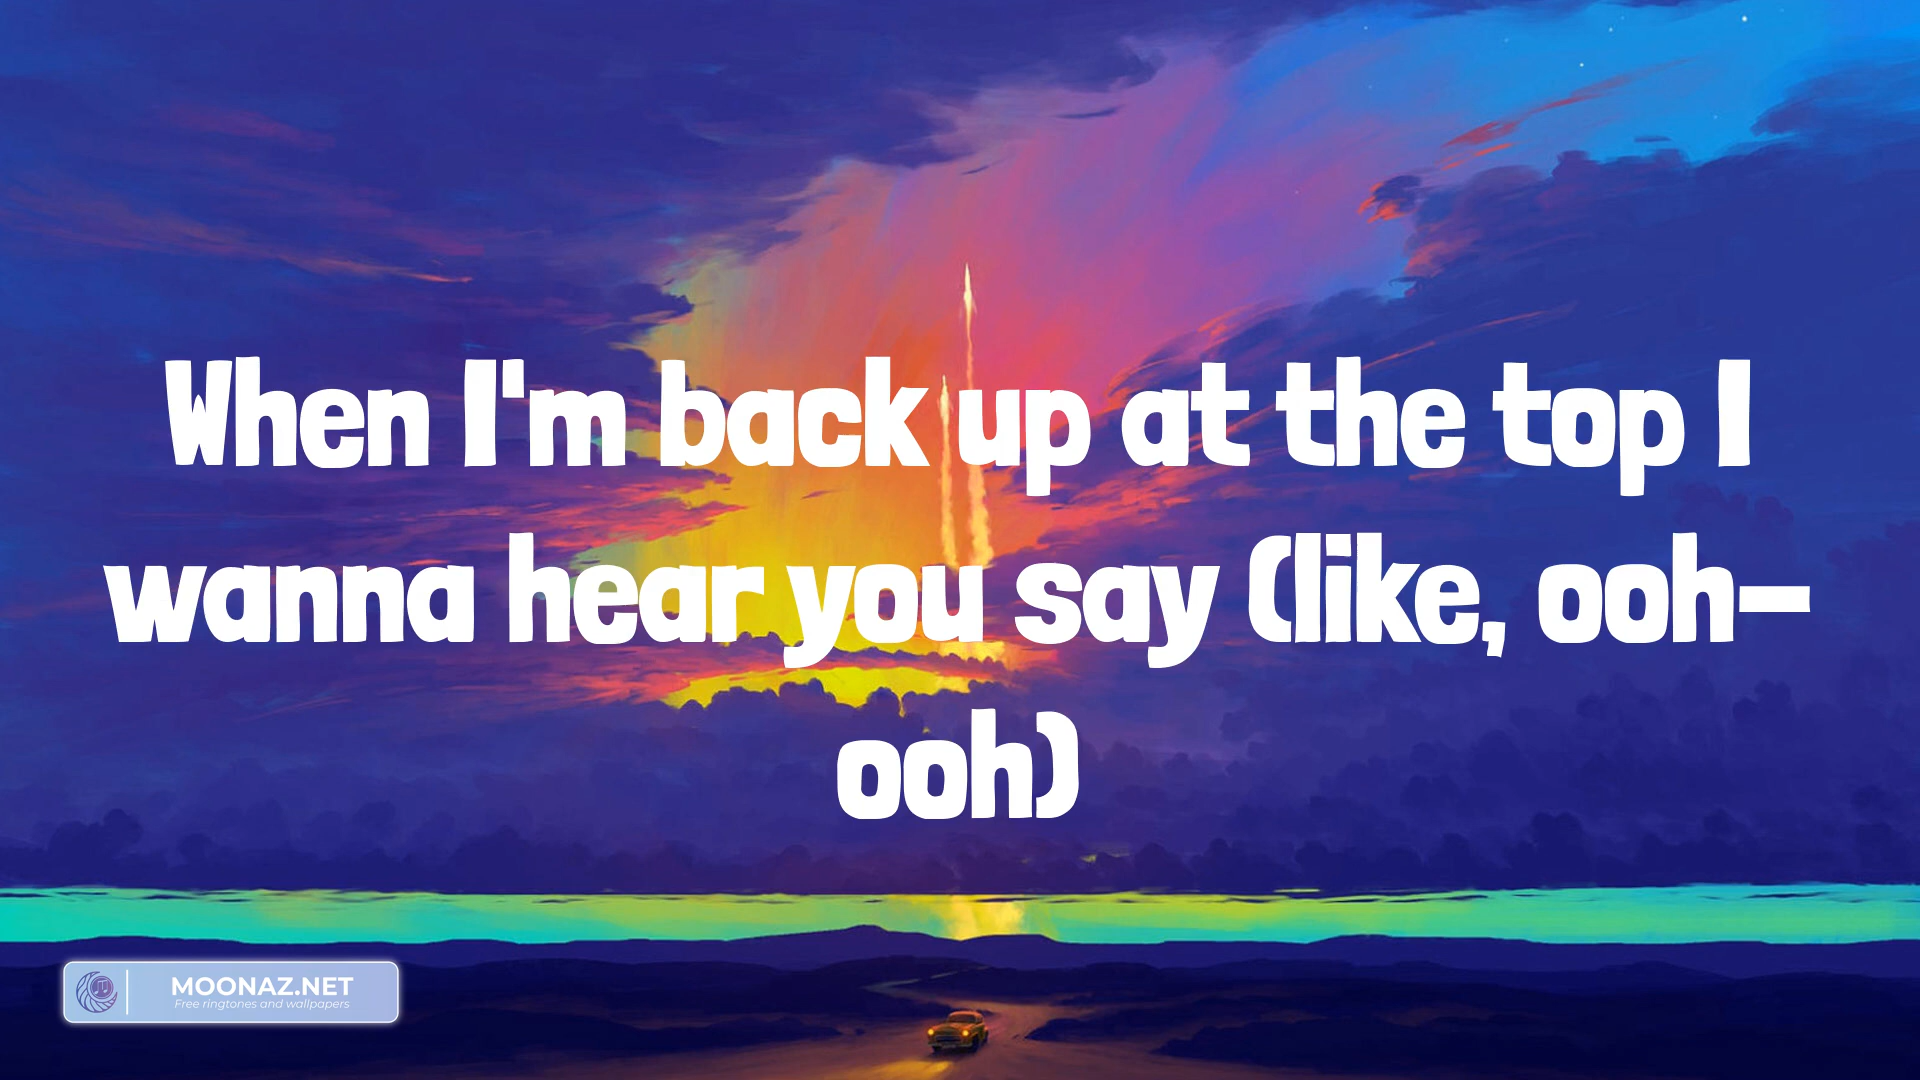 When I'm back up at the top I
wanna hear you say (like, ooh-
ooh)
MOONAZ.NET
Free ringtones and wallpapers